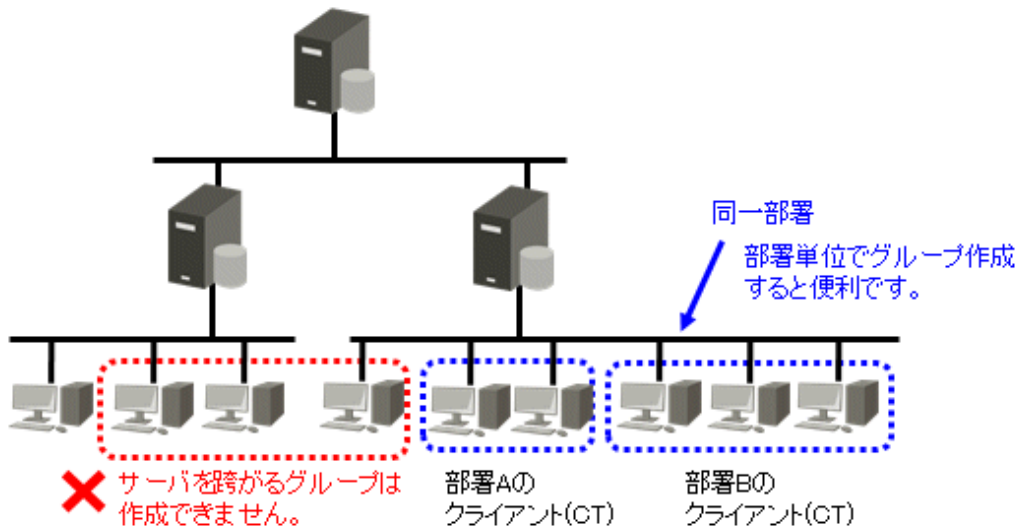 同一部署
部署単位でグループ作成
すると便利です。
サーバを跨がるグループは
作成できません。
部署Aの
クライアント(CT)
部署Bの
クライアント(CT)